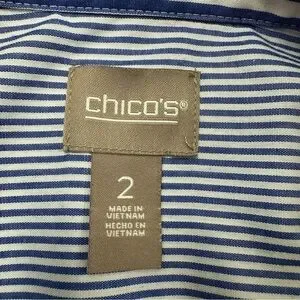 chico's®
2
MADE IN
VIETNAM
HECHO EN
VIETNAM